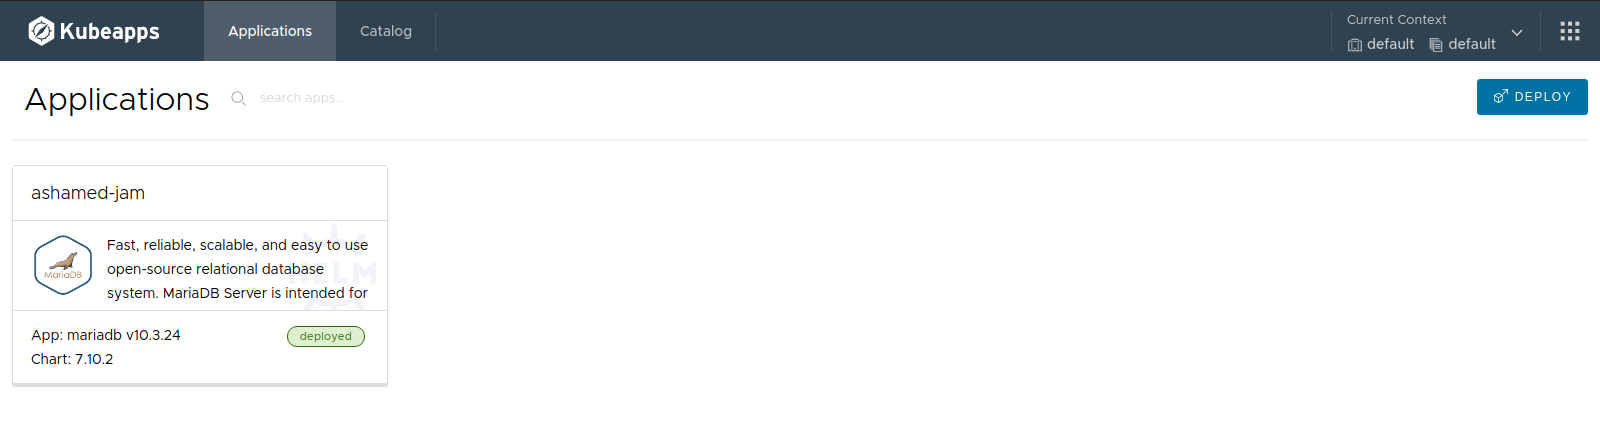 Kubeapps
Applications
Catalog
Current Context
default default
Applications
search apps...
DEPLOY
ashamed-jam
MariaDB
HELM
Fast, reliable, scalable, and easy to use
open-source relational database
system. MariaDB Server is intended for
App: mariadb v10.3.24
deployed
Chart: 7.10.2